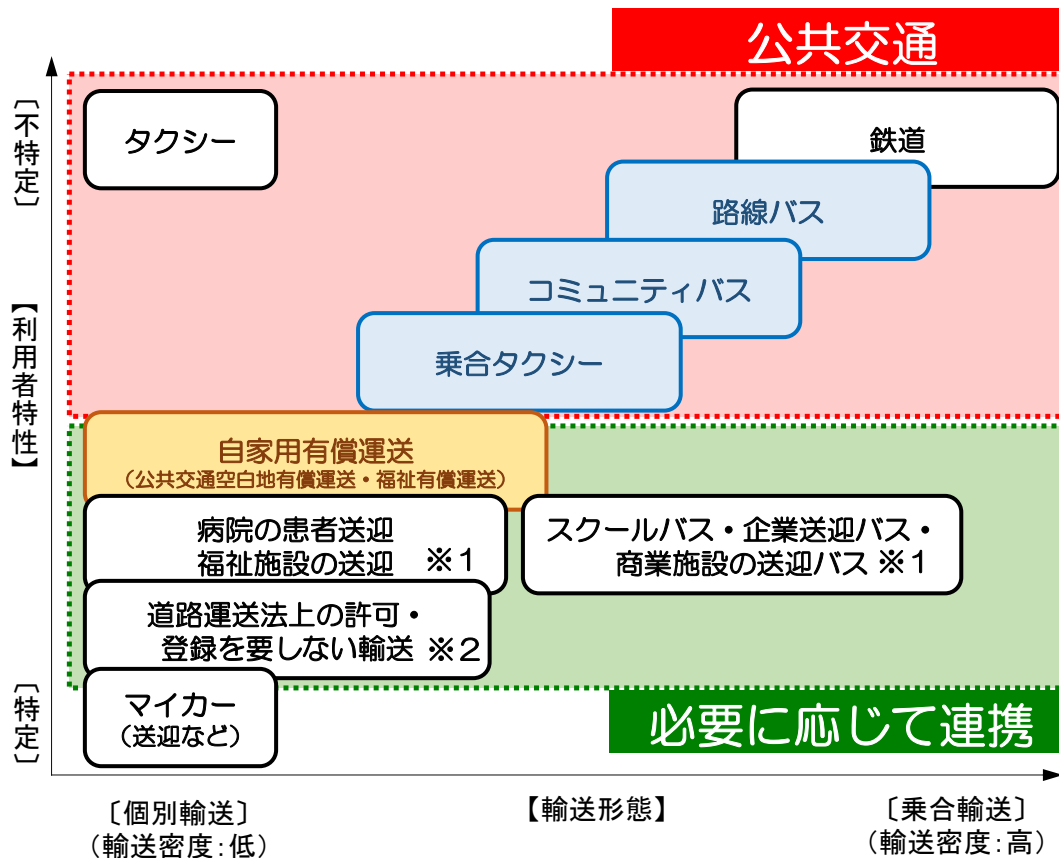 公共交通
〔不特定〕
タクシー
鉄道
路線バス
コミュニティバス
乗合タクシー
【利用者特性】
自家用有償運送
（公共交通空白地有償運送・福祉有償運送）
病院の患者送迎
福祉施設の送迎 ※1
スクールバス・企業送迎バス・
商業施設の送迎バス ※1
道路運送法上の許可・
登録を要しない輸送 ※2
〔特定〕
マイカー
（送迎など）
必要に応じて連携
〔個別輸送〕
（輸送密度：低）
【輸送形態】
〔乗合輸送〕
（輸送密度：高）